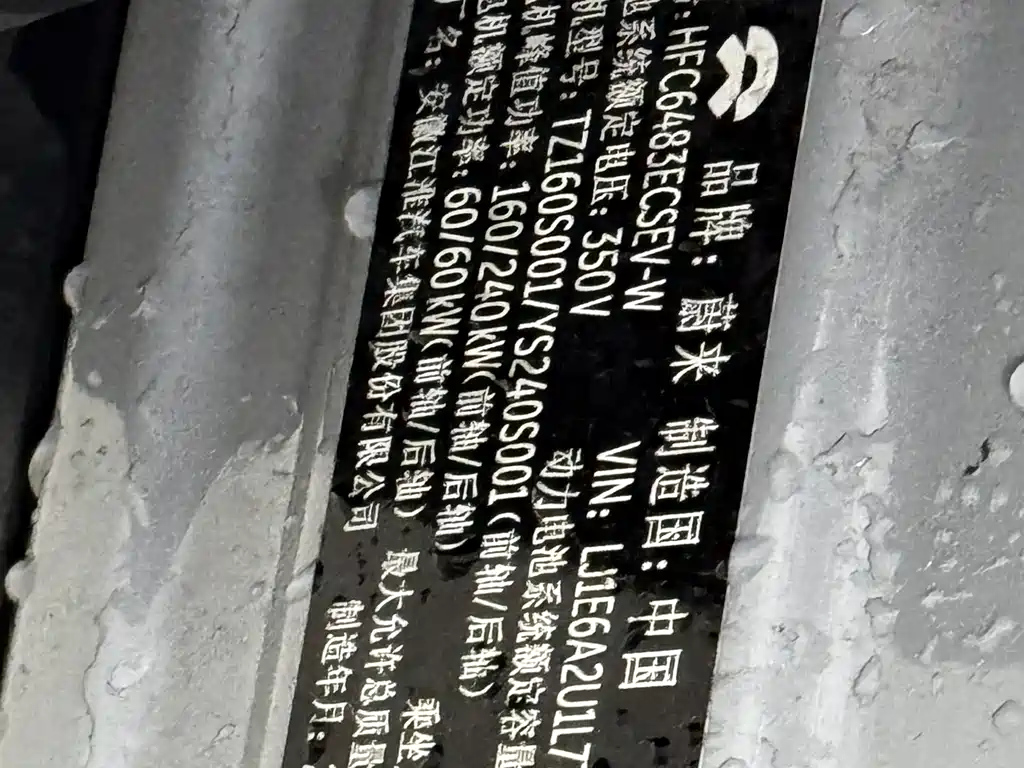 品牌：蔚来 制造国：中国
：HFC6483ECSEV-W VIN：LJ1E6A2U1L7
池系统额定电压：350V 动力电池系统额定容量
机型号：TZ160S001/YS240S001(前轴/后轴)
机峰值功率：160/240kW(前轴/后轴)
电机额定功率：60/60kW(前轴/后轴) 乘坐
厂名：安徽江淮汽车集团股份有限公司 最大允许总质量
制造年月：